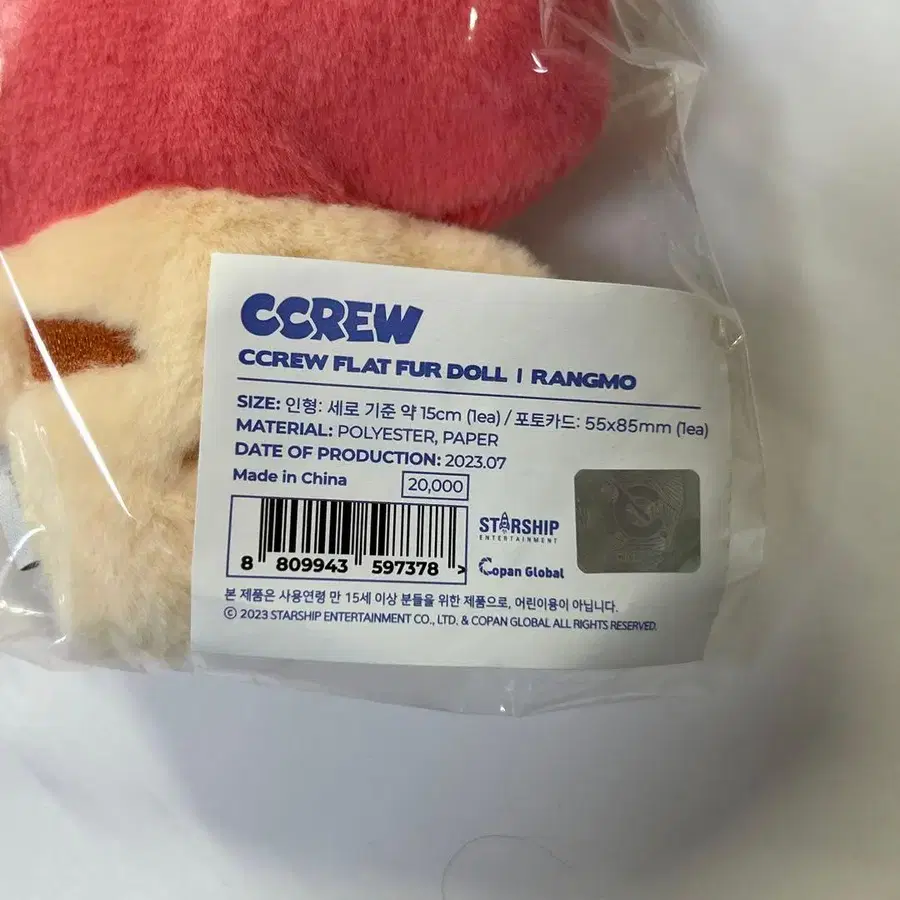 CCREW
CCREW FLAT FUR DOLL | RANGMO
SIZE: 인형: 세로 기준 약 15cm (1ea) / 포토카드: 55x85mm (1ea)
MATERIAL: POLYESTER, PAPER
DATE OF PRODUCTION: 2023.07
Made in China
20,000
8 809943 597378 >
STARSHIP
ENTERTAINMENT
Copan Global
본 제품은 사용연령 만 15세 이상 분들을 위한 제품으로, 어린이용이 아닙니다.
ⓒ 2023 STARSHIP ENTERTAINMENT CO., LTD. & COPAN GLOBAL ALL RIGHTS RESERVED.